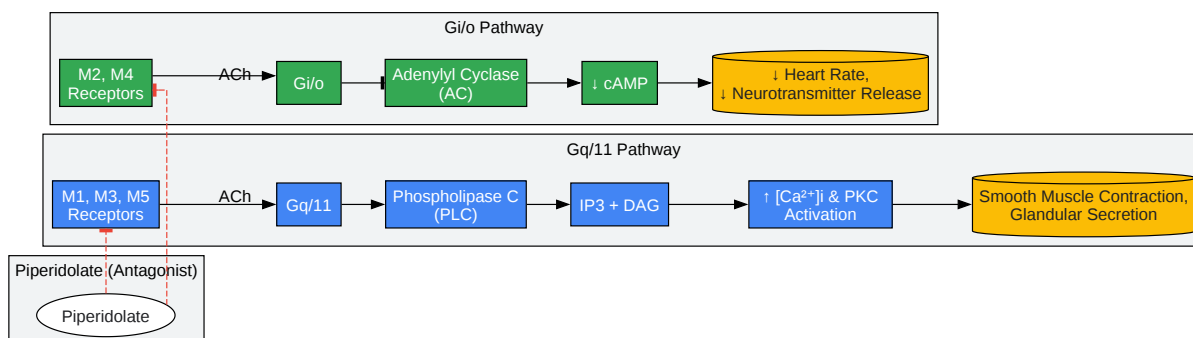 Gi/o Pathway
M2, M4
Receptors
ACh
Gi/o
Adenylyl Cyclase
(AC)
↓ cAMP
↓ Heart Rate,
↓ Neurotransmitter Release
Gq/11 Pathway
M1, M3, M5
Receptors
ACh
Gq/11
Phospholipase C
(PLC)
IP3 + DAG
↑ [Ca²⁺]i & PKC
Activation
Smooth Muscle Contraction,
Glandular Secretion
Piperidolate (Antagonist)
Piperidolate